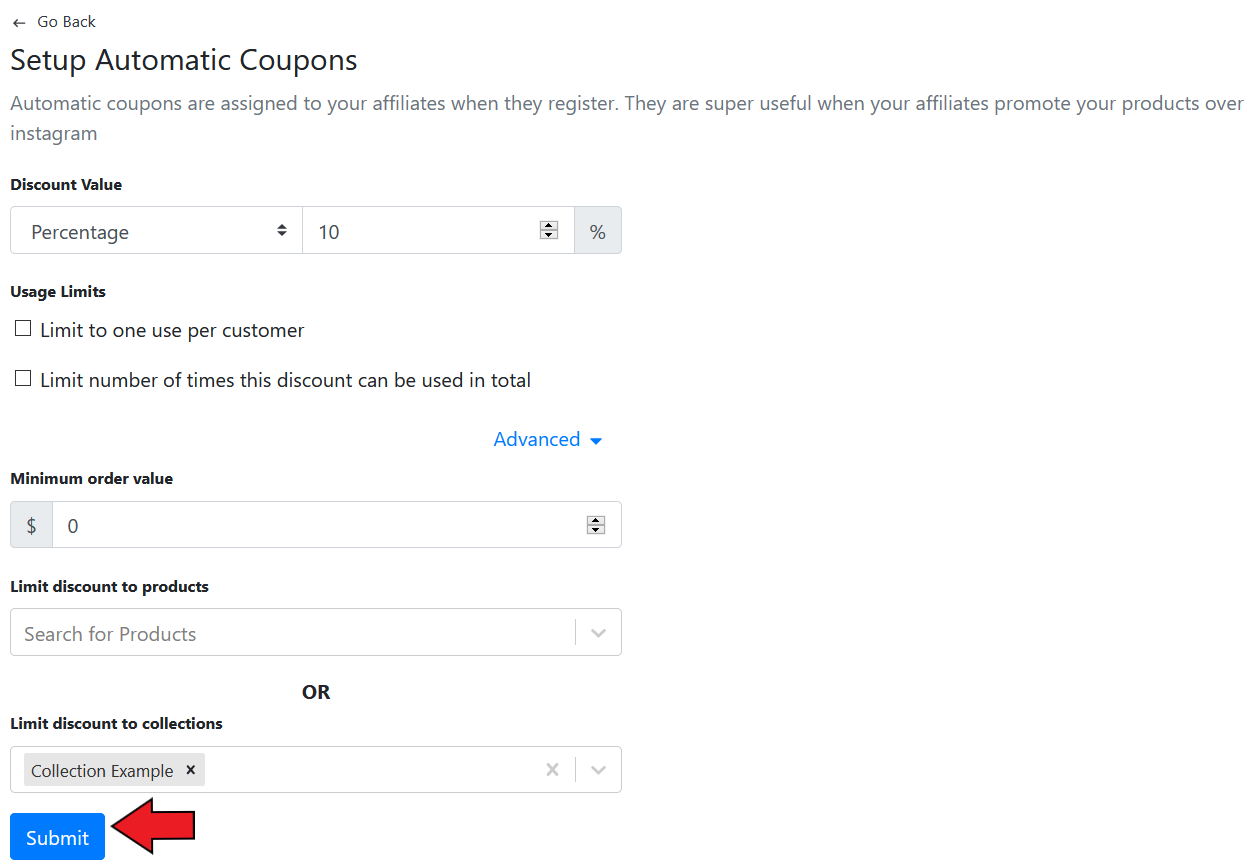 ← Go Back
Setup Automatic Coupons
Automatic coupons are assigned to your affiliates when they register. They are super useful when your affiliates promote your products over
instagram
Discount Value
Percentage 10 %
Usage Limits
Limit to one use per customer
Limit number of times this discount can be used in total
Advanced
Minimum order value
$ 0
Limit discount to products
Search for Products
OR
Limit discount to collections
Collection Example ×
Submit